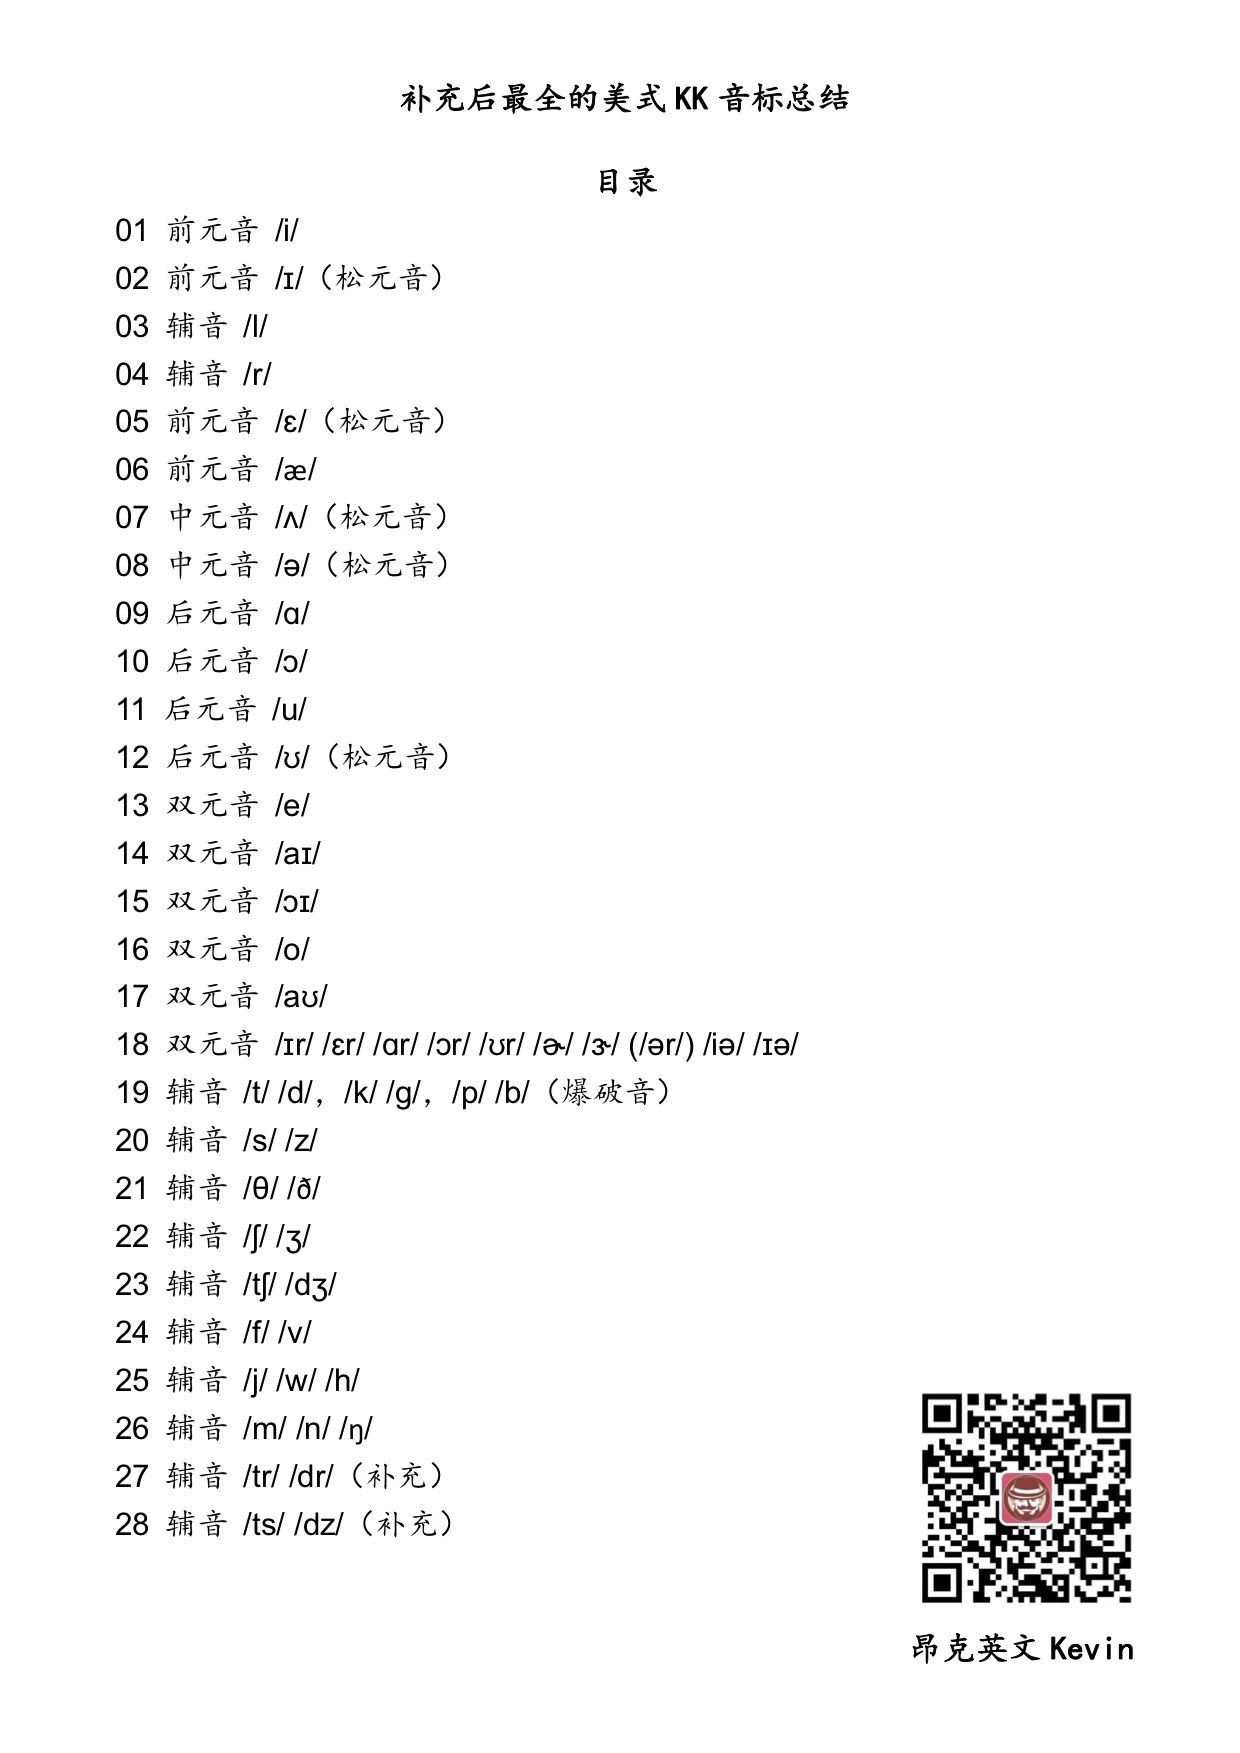 补充后最全的美式 KK 音标总结
目录
01 前元音 /i/
02 前元音 /ɪ/（松元音）
03 辅音 /l/
04 辅音 /r/
05 前元音 /ɛ/（松元音）
06 前元音 /æ/
07 中元音 /ʌ/（松元音）
08 中元音 /ə/（松元音）
09 后元音 /ɑ/
10 后元音 /ɔ/
11 后元音 /u/
12 后元音 /ʊ/（松元音）
13 双元音 /e/
14 双元音 /aɪ/
15 双元音 /ɔɪ/
16 双元音 /o/
17 双元音 /aʊ/
18 双元音 /ɪr/ /ɛr/ /ɑr/ /ɔr/ /ʊr/ /ɚ/ /ɝ/ (/ər/) /iə/ /ɪə/
19 辅音 /t/ /d/，/k/ /g/，/p/ /b/（爆破音）
20 辅音 /s/ /z/
21 辅音 /θ/ /ð/
22 辅音 /ʃ/ /ʒ/
23 辅音 /tʃ/ /dʒ/
24 辅音 /f/ /v/
25 辅音 /j/ /w/ /h/
26 辅音 /m/ /n/ /ŋ/
27 辅音 /tr/ /dr/（补充）
28 辅音 /ts/ /dz/（补充）
昂克英文 Kevin